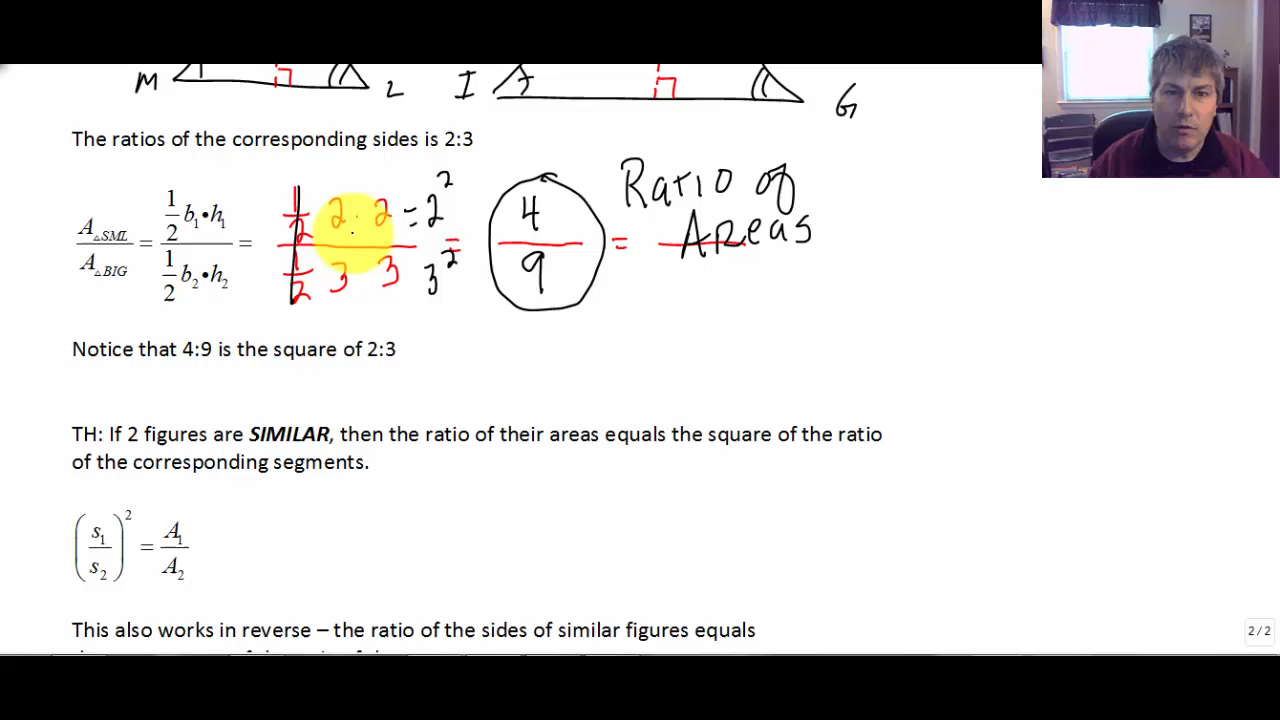 M L I G
The ratios of the corresponding sides is 2:3
A△SML / A△BIG = 1/2 b₁•h₁ / 1/2 b₂•h₂ = 1/2 2 · 2 / 1/2 3 3 = 2² / 3² = 4/9 = Ratio of Areas
Notice that 4:9 is the square of 2:3
TH: If 2 figures are SIMILAR, then the ratio of their areas equals the square of the ratio
of the corresponding segments.
(s₁/s₂)² = A₁/A₂
This also works in reverse – the ratio of the sides of similar figures equals
2 / 2